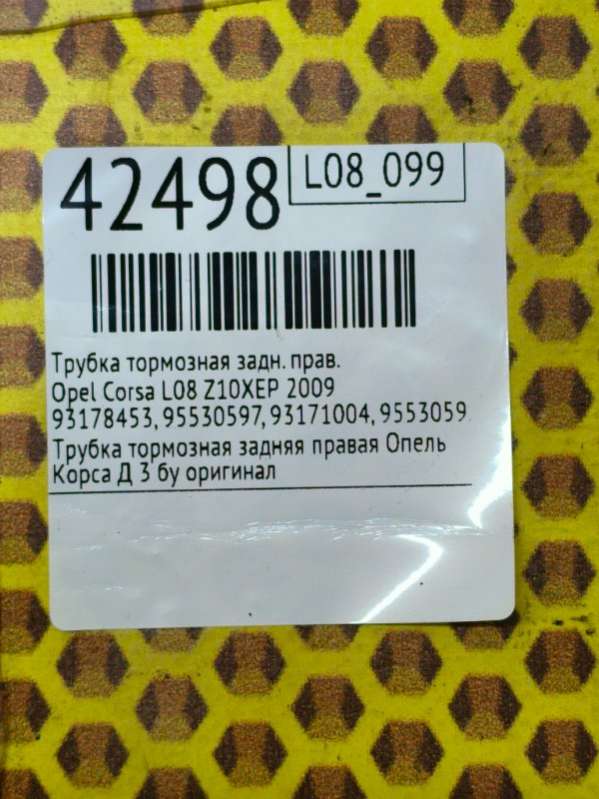 42498
L08_099
Трубка тормозная задн. прав.
Opel Corsa L08 Z10XEP 2009
93178453, 95530597, 93171004, 9553059
Трубка тормозная задняя правая Опель
Корса Д 3 бу оригинал